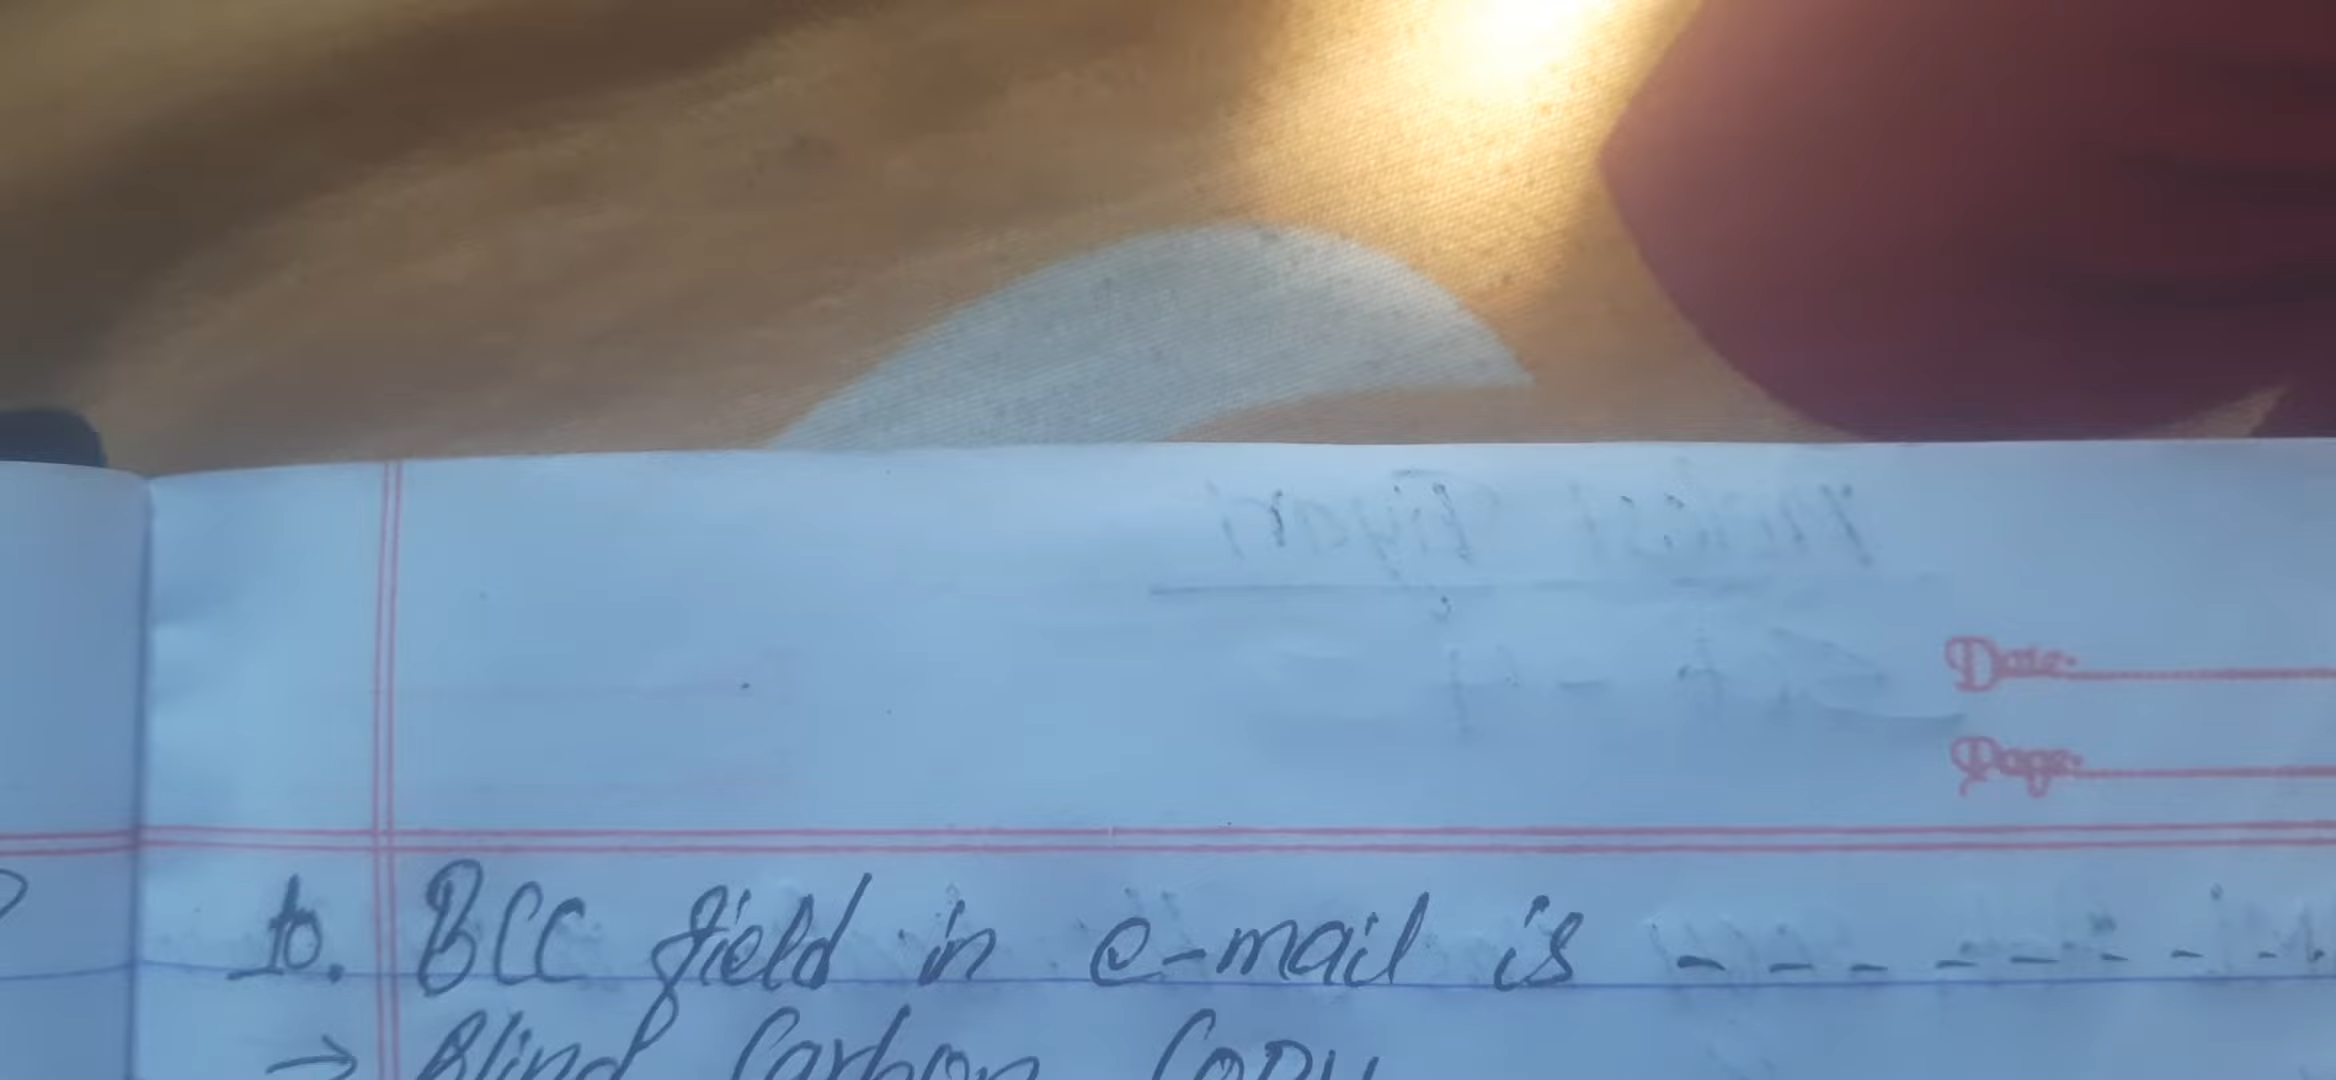 Date:
Page:
10. BCC field in e-mail is - - - - - - - - -
→ Blind Carbon Copy